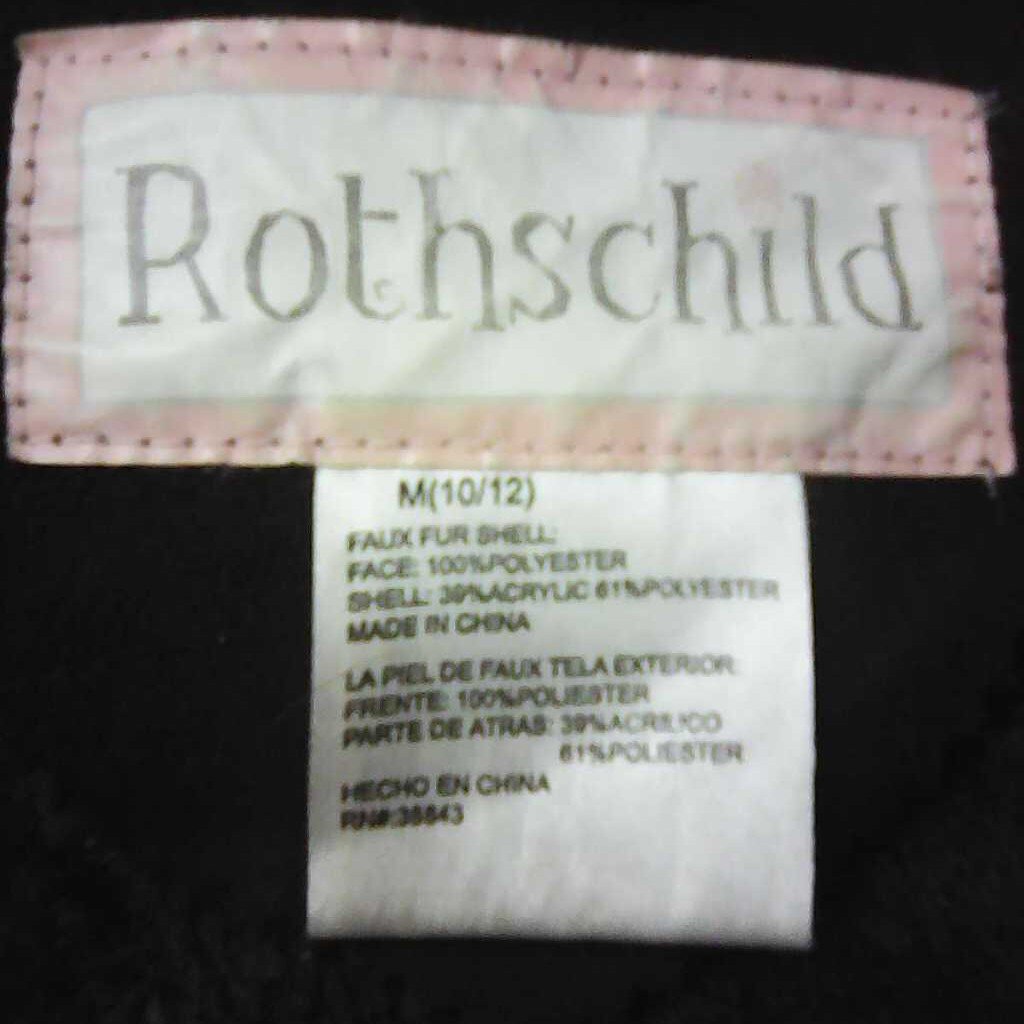 Rothschild
M(10/12)
FAUX FUR SHELL:
FACE: 100%POLYESTER
SHELL: 39%ACRYLIC 61%POLYESTER
MADE IN CHINA
LA PIEL DE FAUX TELA EXTERIOR:
FRENTE: 100%POLIESTER
PARTE DE ATRAS: 39%ACRILICO
61%POLIESTER
HECHO EN CHINA
RN#:38843